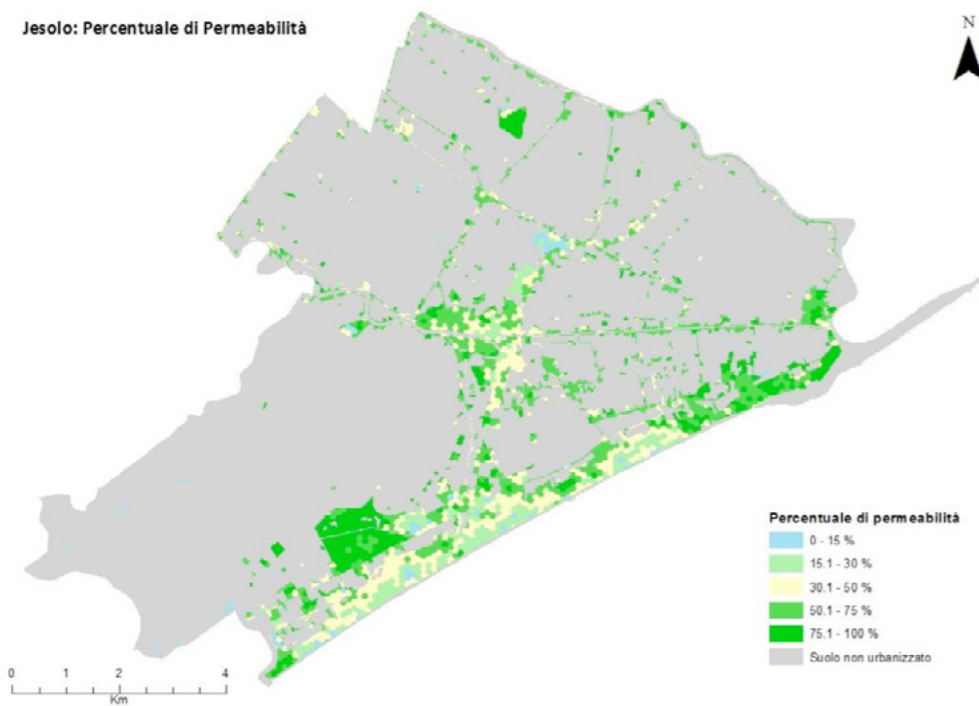 Jesolo: Percentuale di Permeabilità
N
Percentuale di permeabilità
0 - 15 %
15.1 - 30 %
30.1 - 50 %
50.1 - 75 %
75.1 - 100 %
Suolo non urbanizzato
0 1 2 4
Km